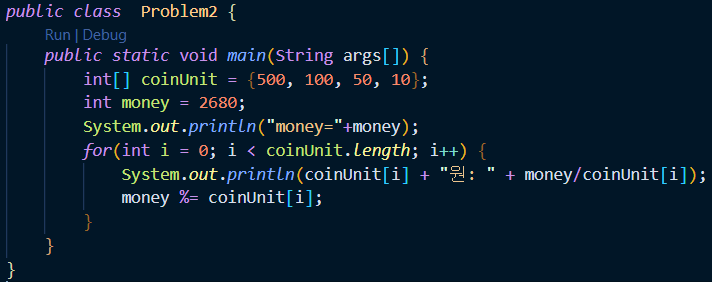 public class  Problem2 {
Run | Debug
public static void main(String args[]) {
int[] coinUnit = {500, 100, 50, 10};
int money = 2680;
System.out.println("money="+money);
for(int i = 0; i < coinUnit.length; i++) {
System.out.println(coinUnit[i] + "원: " + money/coinUnit[i]);
money %= coinUnit[i];
}
}
}